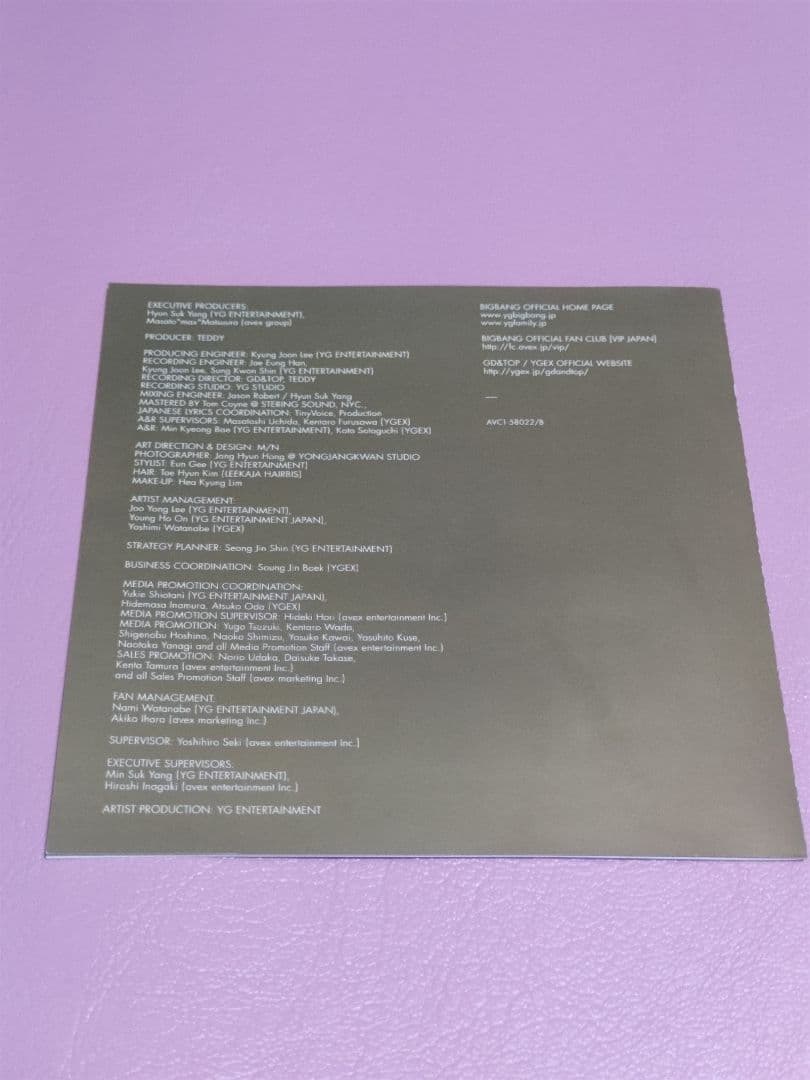 EXECUTIVE PRODUCERS:
Hyun Suk Yang (YG ENTERTAINMENT),
Masato"max"Matsuura (avex group)
PRODUCER: TEDDY
PRODUCING ENGINEER: Kyung Joon Lee (YG ENTERTAINMENT)
RECORDING ENGINEER: Jae Eung Han,
Kyung Joon Lee, Sung Kwon Shin (YG ENTERTAINMENT)
RECORDING DIRECTOR: GD&TOP, TEDDY
RECORDING STUDIO: YG STUDIO
MIXING ENGINEER: Jason Robert / Hyun Suk Yang
MASTERED BY Tom Coyne @ STERING SOUND, NYC.,
JAPANESE LYRICS COORDINATION: TinyVoice, Production
A&R SUPERVISORS: Masatoshi Uchida, Kentaro Furusawa (YGEX)
A&R: Min Kyeong Bae (YG ENTERTAINMENT), Kato Sotoguchi (YGEX)
ART DIRECTION & DESIGN: M/N
PHOTOGRAPHER: Jang Hyun Hong @ YONGJANGKWAN STUDIO
STYLIST: Eun Gee (YG ENTERTAINMENT)
HAIR: Tae Hyun Kim (LEEKAJA HAIRBIS)
MAKE-UP: Hea Kyung Lim
ARTIST MANAGEMENT:
Joo Yong Lee (YG ENTERTAINMENT),
Young Ho On (YG ENTERTAINMENT JAPAN),
Yoshimi Watanabe (YGEX)
STRATEGY PLANNER: Seong Jin Shin (YG ENTERTAINMENT)
BUSINESS COORDINATION: Soung Jin Baek (YGEX)
MEDIA PROMOTION COORDINATION:
Yukie Shiotani (YG ENTERTAINMENT JAPAN),
Hidemasa Inamura, Atsuko Oda (YGEX)
MEDIA PROMOTION SUPERVISOR: Hideki Hori (avex entertainment Inc.)
MEDIA PROMOTION: Yugo Tsuzuki, Kentaro Wada,
Shigenobu Hoshino, Naoko Shimizu, Yosuke Kawai, Yasuhito Kuse,
Naotaka Yanagi and all Media Promotion Staff (avex entertainment Inc.)
SALES PROMOTION: Norio Udaka, Daisuke Takase,
Kenta Tamura (avex entertainment Inc.)
and all Sales Promotion Staff (avex marketing Inc.)
FAN MANAGEMENT:
Nami Watanabe (YG ENTERTAINMENT JAPAN),
Akiko Ihara (avex marketing Inc.)
SUPERVISOR: Yoshihiro Seki (avex entertainment Inc.)
EXECUTIVE SUPERVISORS:
Min Suk Yang (YG ENTERTAINMENT),
Hiroshi Inagaki (avex entertainment Inc.)
ARTIST PRODUCTION: YG ENTERTAINMENT
BIGBANG OFFICIAL HOME PAGE
www.ygbigbang.jp
www.ygfamily.jp
BIGBANG OFFICIAL FAN CLUB [VIP JAPAN]
http://fc.avex.jp/vip/
GD&TOP / YGEX OFFICIAL WEBSITE
http://ygex.jp/gdandtop/
—
AVC1-58022/B